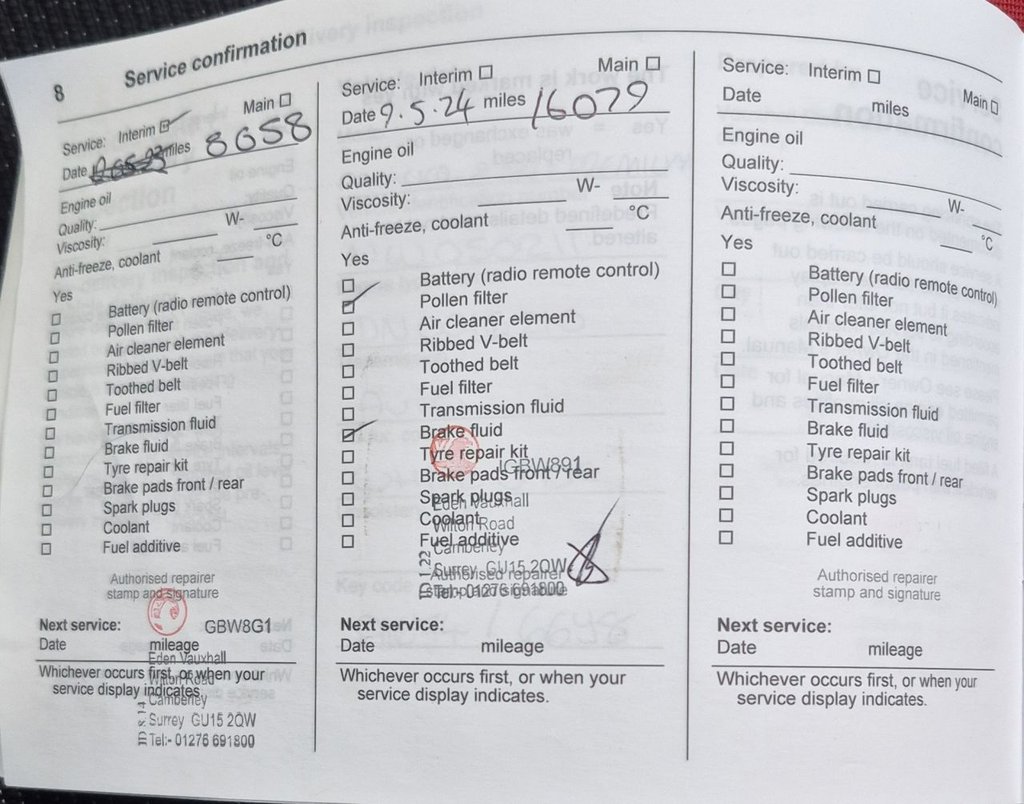 8 Service confirmation
Service: Interim Main
Date miles 8658
Engine oil
Quality:
Viscosity: W-
Anti-freeze, coolant °C
Yes
Battery (radio remote control)
Pollen filter
Air cleaner element
Ribbed V-belt
Toothed belt
Fuel filter
Transmission fluid
Brake fluid
Tyre repair kit
Brake pads front / rear
Spark plugs
Coolant
Fuel additive
Authorised repairer
stamp and signature
GBW8G1
Next service:
Date mileage
Eden Vauxhall
Whichever occurs first, or when your
Wilton Road
service display indicates.
Camberley
Surrey GU15 2QW
Tel:- 01276 691800
Service: Interim Main
Date 9.5.24 miles 16079
Engine oil
Quality:
Viscosity: W-
Anti-freeze, coolant °C
Yes
Battery (radio remote control)
Pollen filter
Air cleaner element
Ribbed V-belt
Toothed belt
Fuel filter
Transmission fluid
Brake fluid
Tyre repair kit
Brake pads front / rear
Spark plugs
Eden Vauxhall
Coolant
Wilton Road
Fuel additive
Camberley
Surrey GU15 2QW
Authorised repairer
stamp and signature
Tel:- 01276 691800
Next service:
Date mileage
Whichever occurs first, or when your
service display indicates.
Service: Interim Main
Date miles
Engine oil
Quality:
Viscosity: W-
Anti-freeze, coolant °C
Yes
Battery (radio remote control)
Pollen filter
Air cleaner element
Ribbed V-belt
Toothed belt
Fuel filter
Transmission fluid
Brake fluid
Tyre repair kit
Brake pads front / rear
Spark plugs
Coolant
Fuel additive
Authorised repairer
stamp and signature
Next service:
Date mileage
Whichever occurs first, or when your
service display indicates.